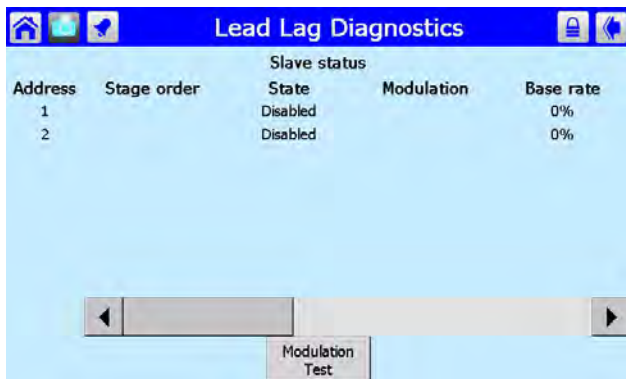 Lead Lag Diagnostics
Slave status
Address Stage order State Modulation Base rate
1 Disabled 0%
2 Disabled 0%
Modulation
Test